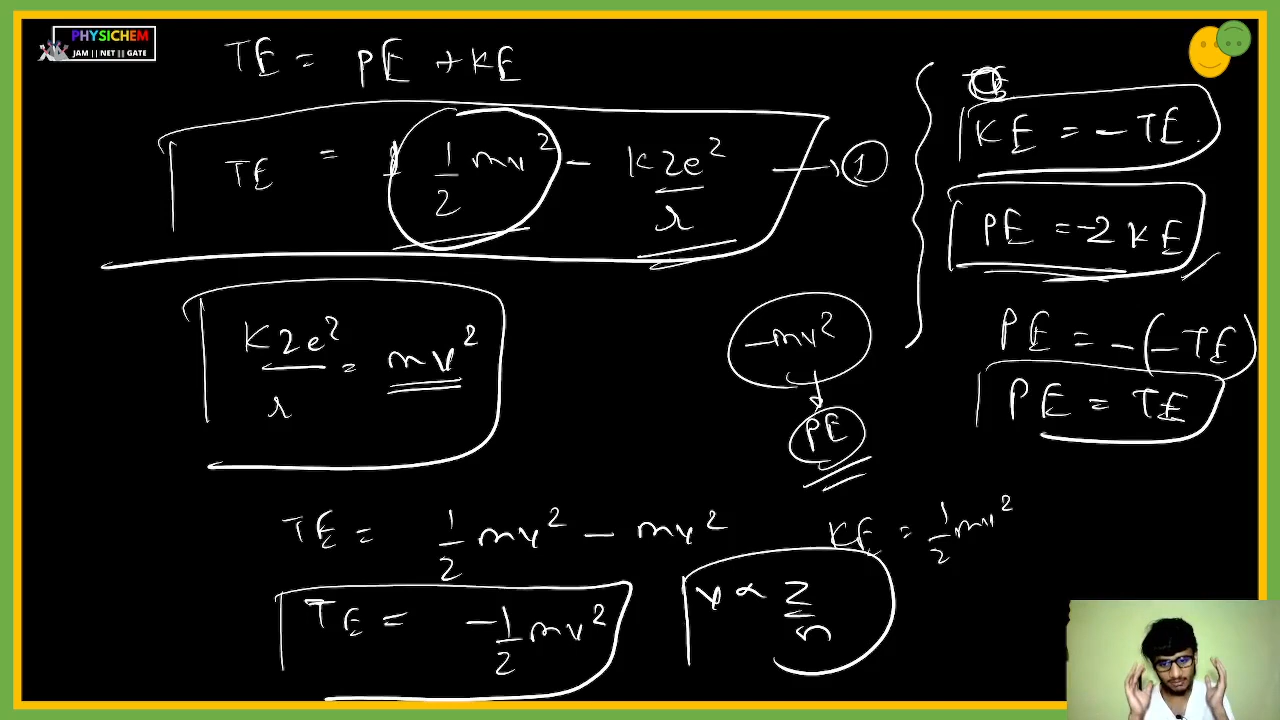 PHYSICHEM
JAM || NET || GATE
TE = PE + KE
TE = 1/2 mv² - KZe²/r → ①
KZe²/r = mv²
-mv²
PE
TE = 1/2 mv² - mv²
KE = 1/2 mv²
TE = -1/2 mv²
v ∝ Z/n
KE = - TE.
PE = -2 KE
PE = - (-TE)
PE = TE